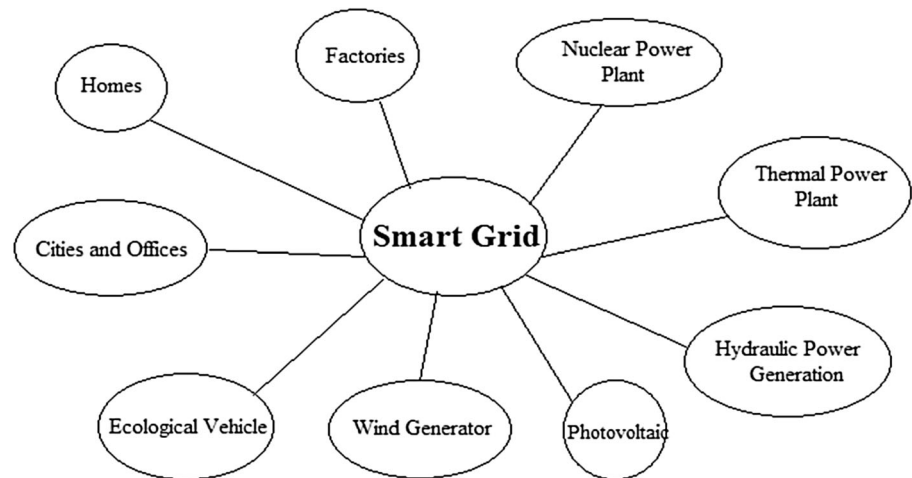 Factories
Nuclear Power
Plant
Homes
Thermal Power
Plant
Smart Grid
Cities and Offices
Hydraulic Power
Generation
Ecological Vehicle
Wind Generator
Photovoltaic